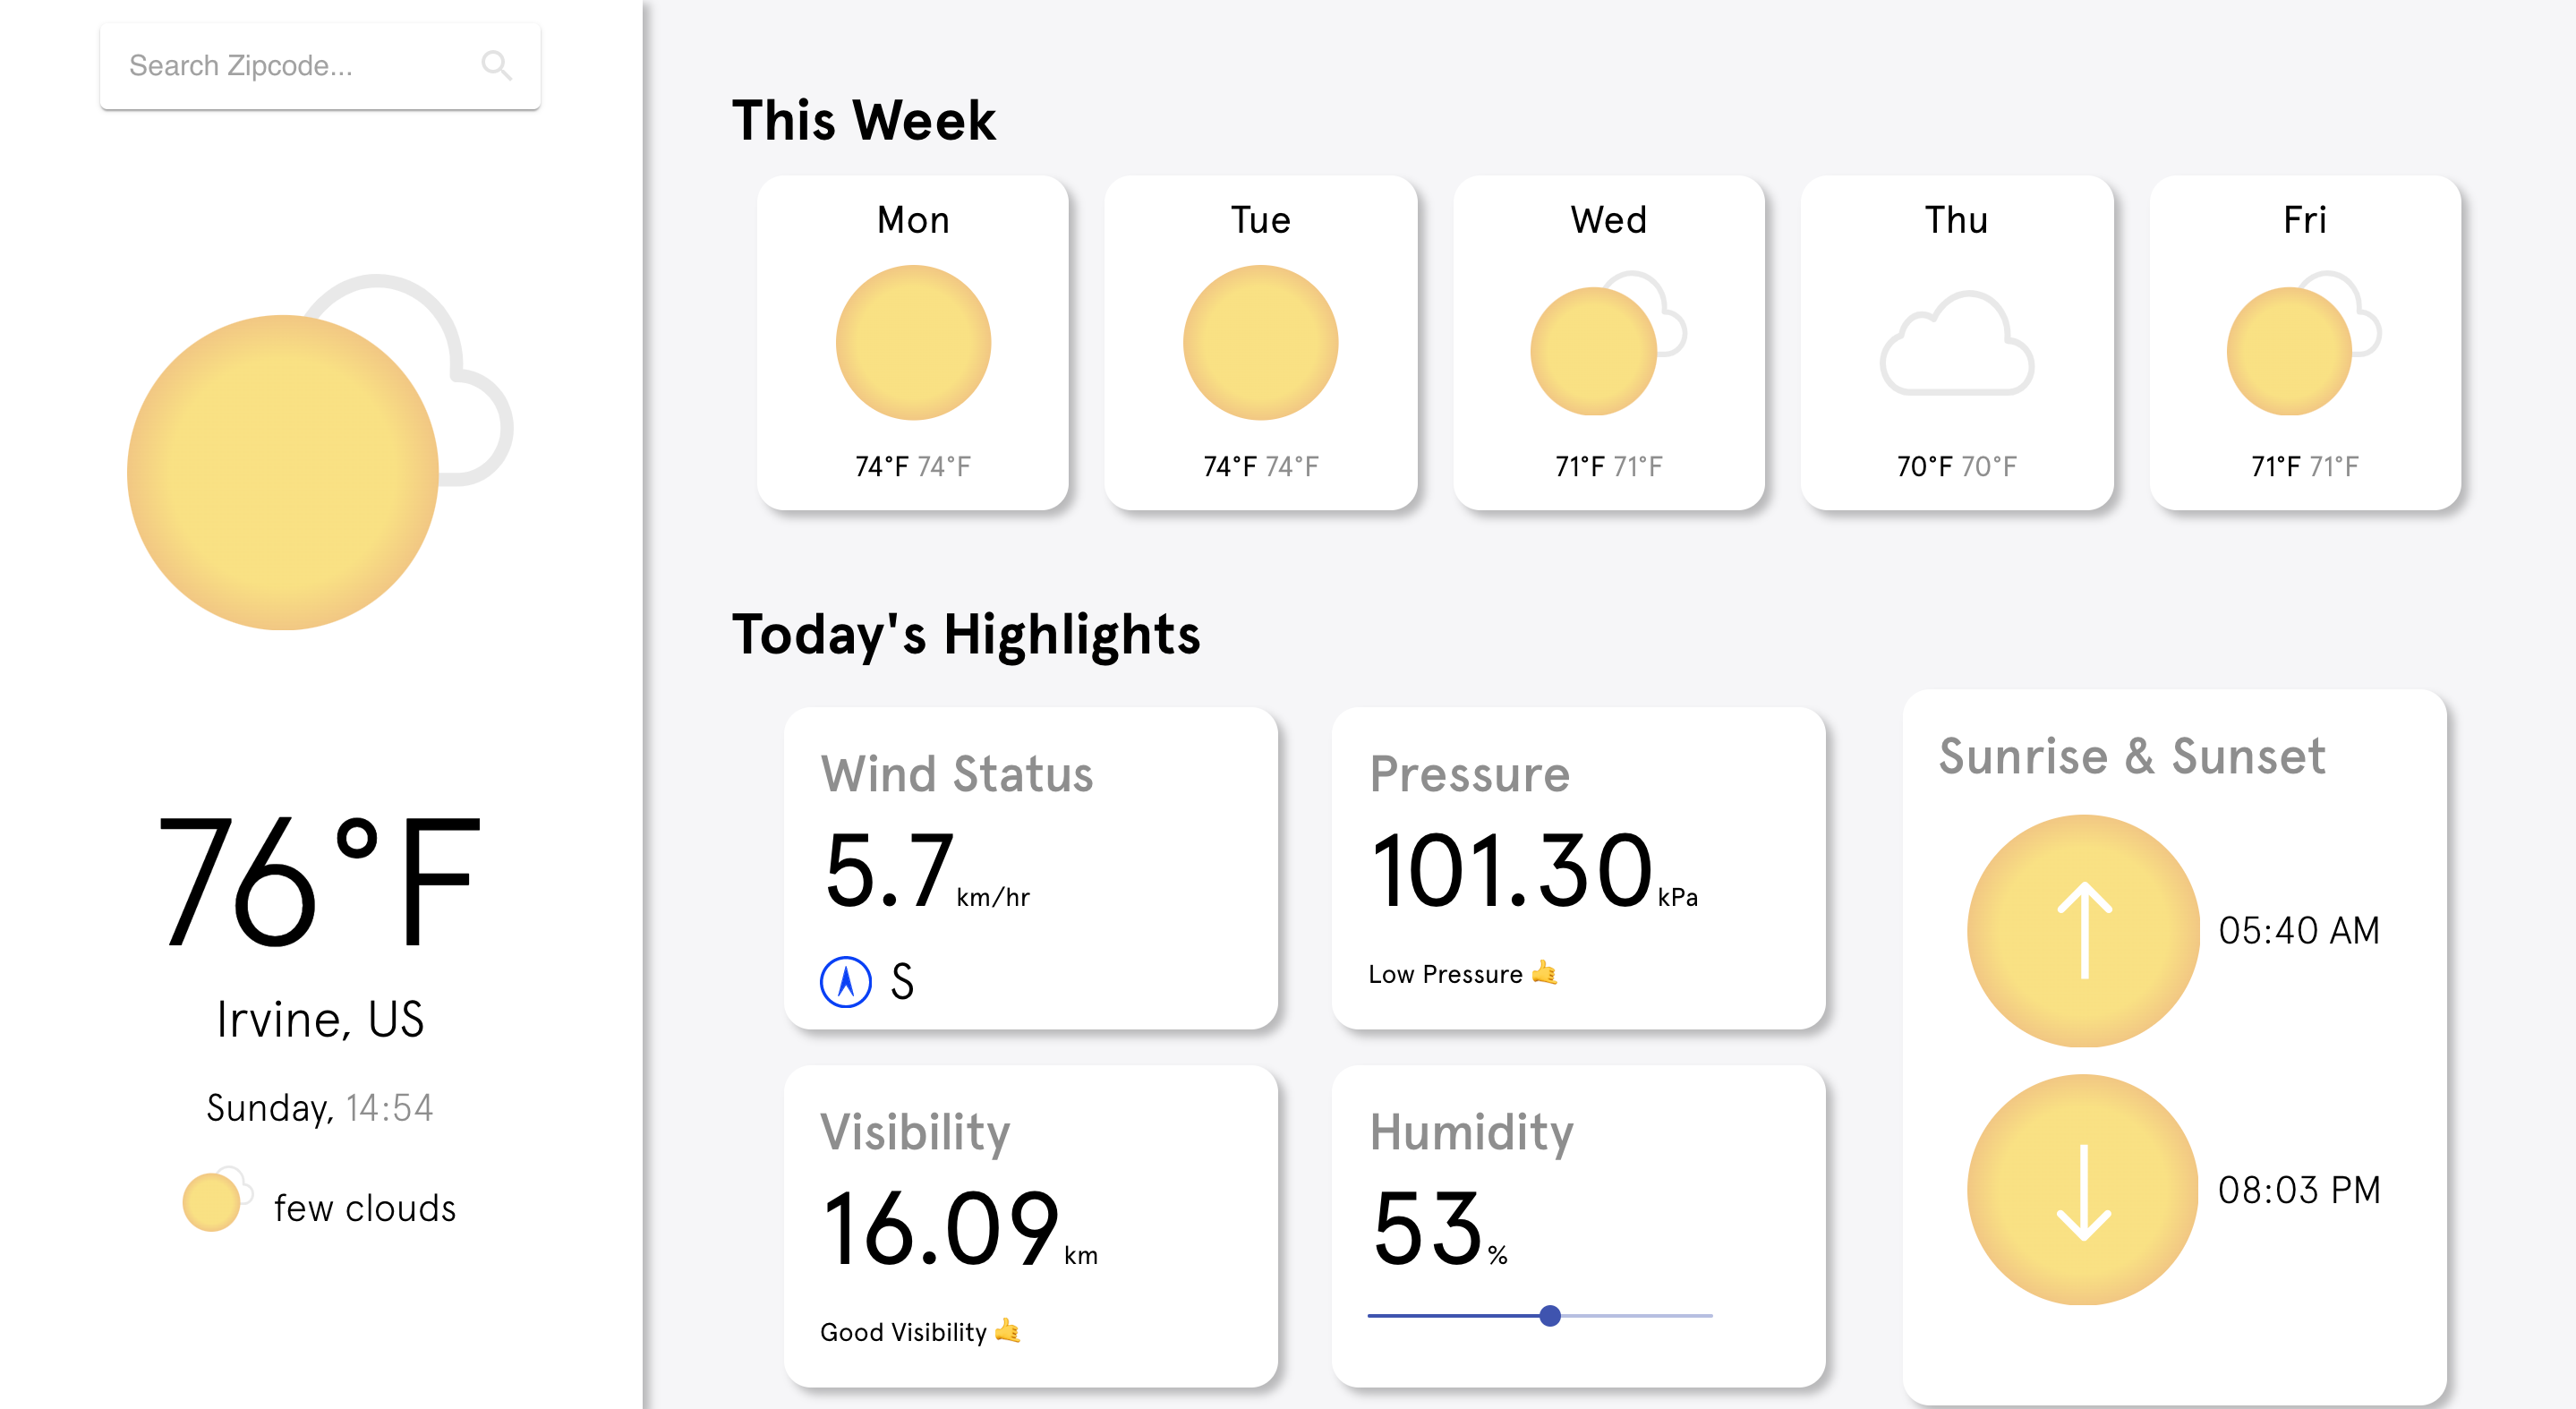 Search Zipcode...
76°F
Irvine, US
Sunday, 14:54
few clouds
This Week
Mon
74°F 74°F
Tue
74°F 74°F
Wed
71°F 71°F
Thu
70°F 70°F
Fri
71°F 71°F
Today's Highlights
Wind Status
5.7 km/hr
S
Pressure
101.30 kPa
Low Pressure 🤙
Visibility
16.09 km
Good Visibility 🤙
Humidity
53 %
Sunrise & Sunset
05:40 AM
08:03 PM